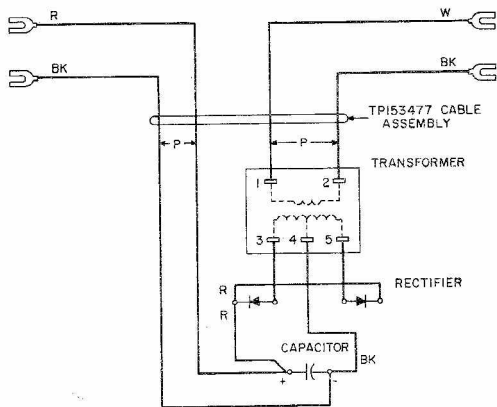 R
W
BK
BK
TP153477 CABLE
ASSEMBLY
P
P
TRANSFORMER
1
2
3
4
5
RECTIFIER
R
R
CAPACITOR
BK
+
-